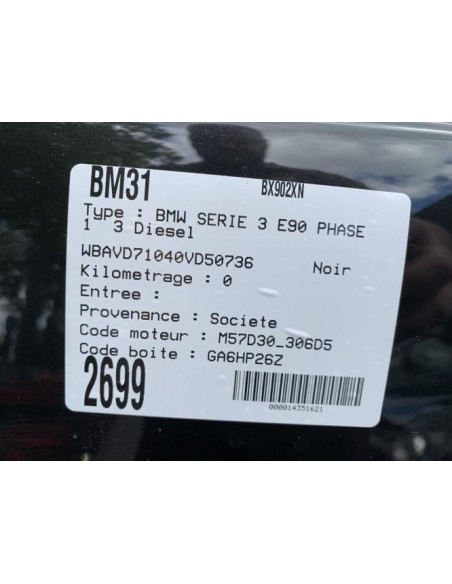 BM31 BX902XN
Type : BMW SERIE 3 E90 PHASE
1 3 Diesel
WBAVD71040VD50736 Noir
Kilometrage : 0
Entree :
Provenance : Societe
Code moteur : M57D30_306D5
Code boite : GA6HP26Z
2699
000014351621